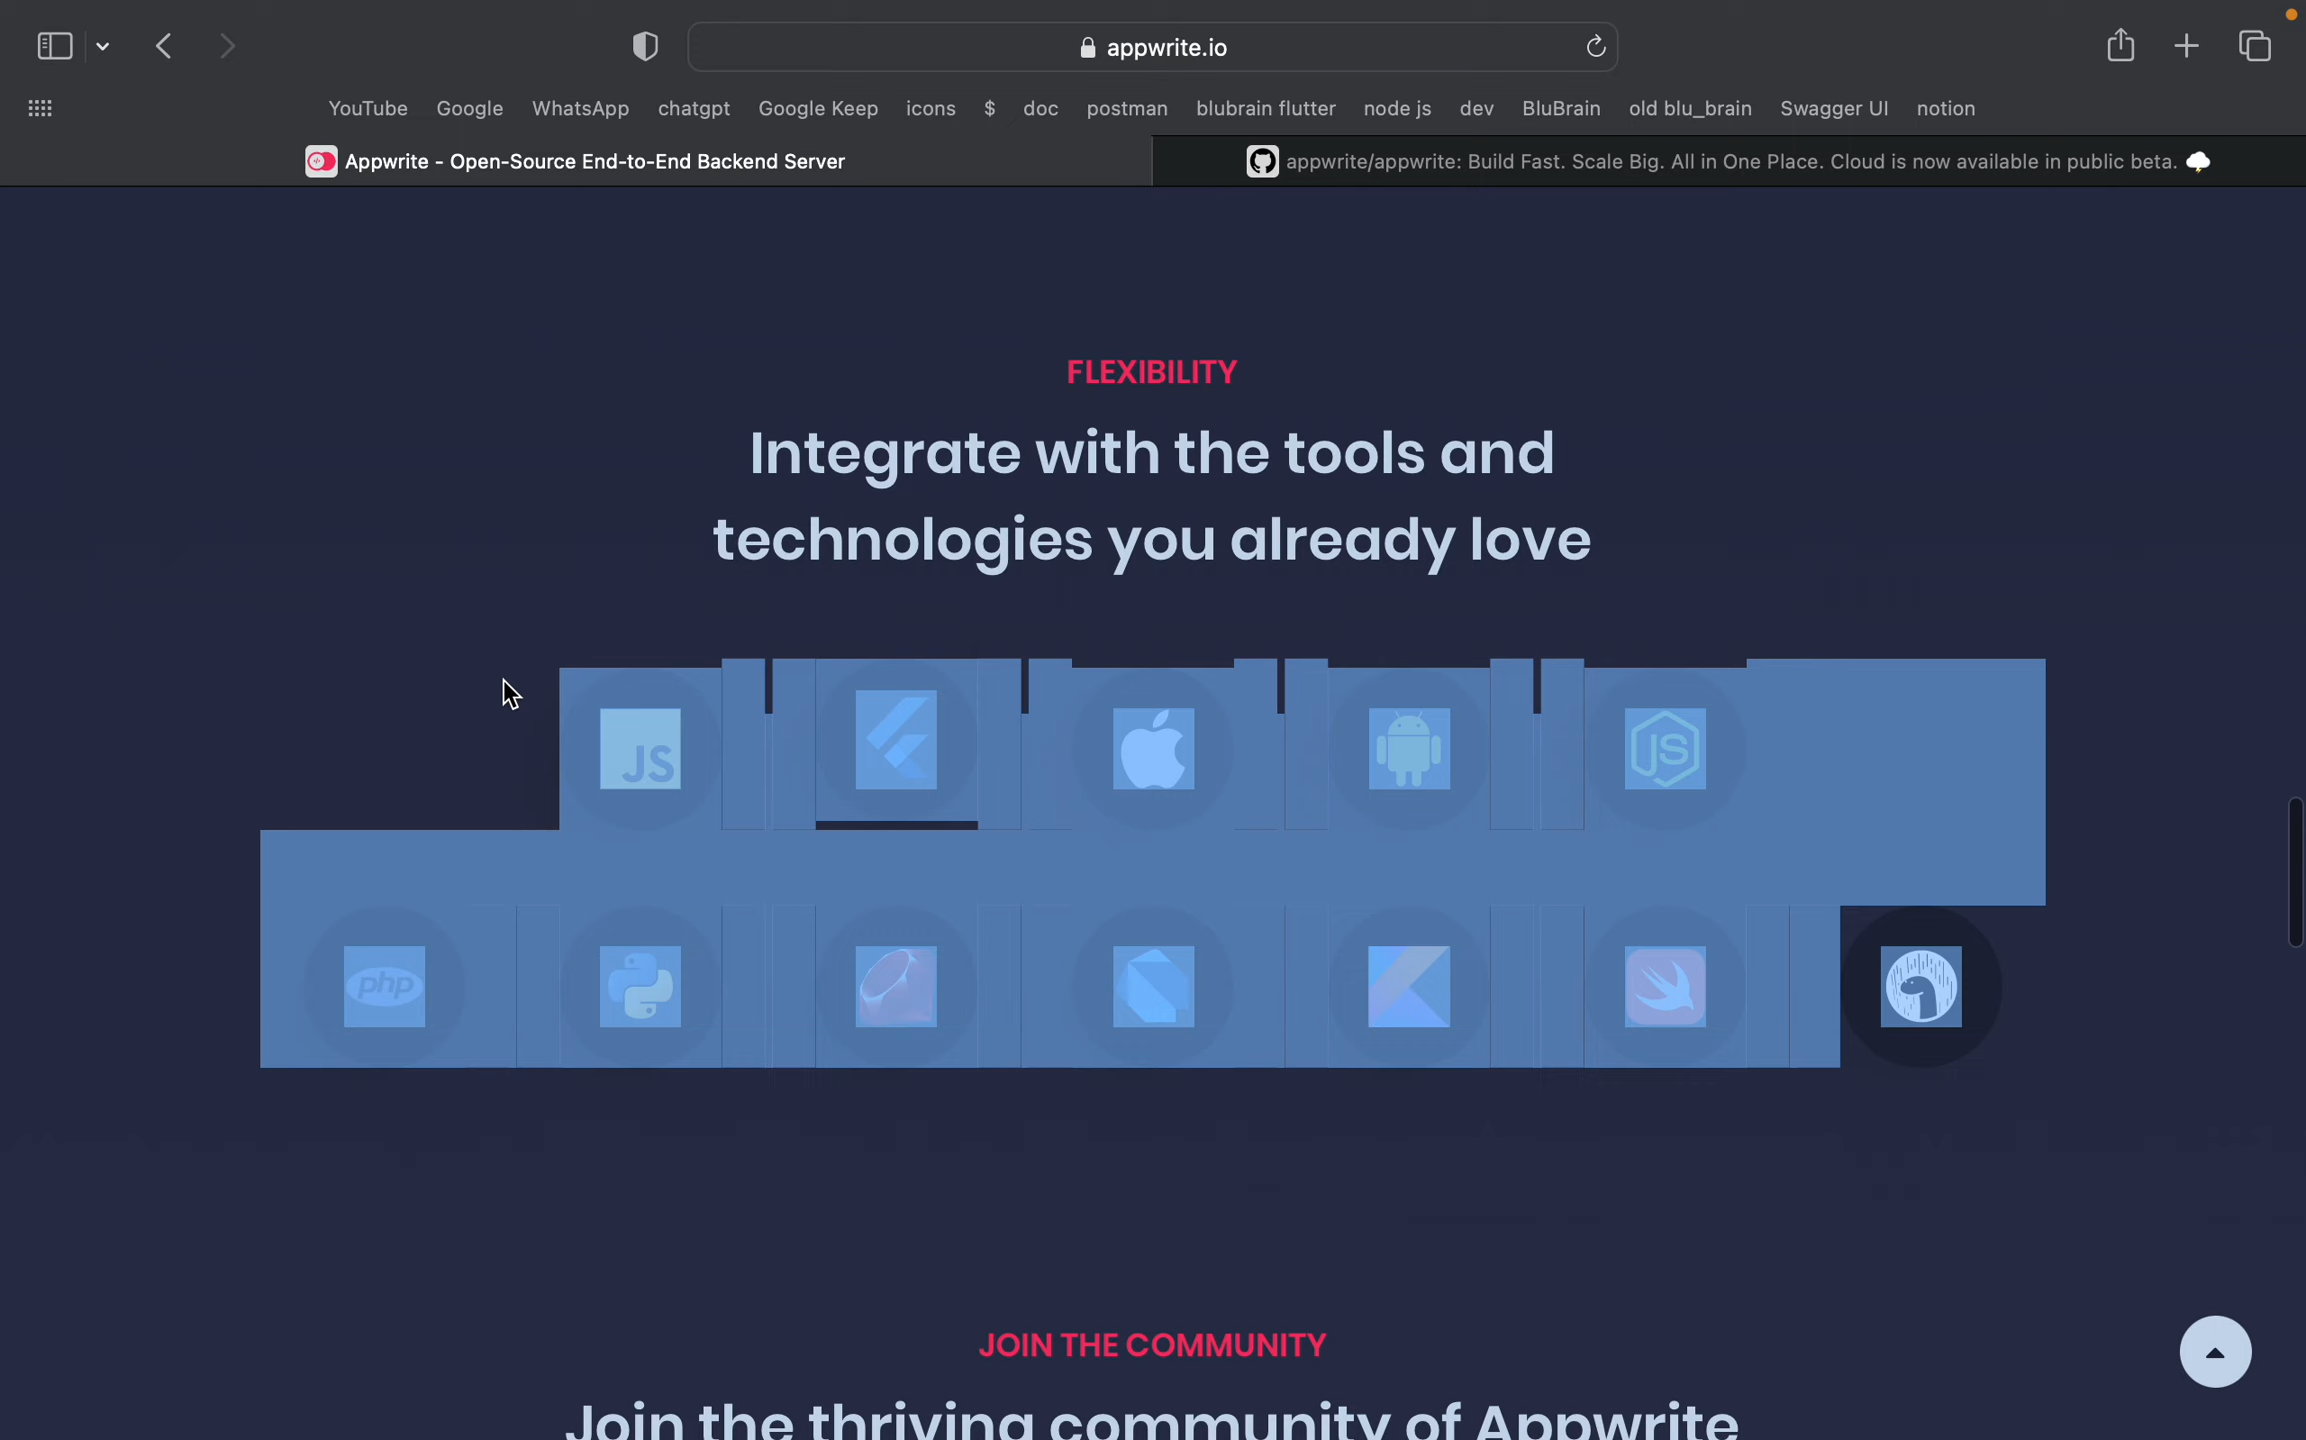 appwrite.io
YouTube Google WhatsApp chatgpt Google Keep icons $ doc postman blubrain flutter node js dev BluBrain old blu_brain Swagger UI notion
Appwrite - Open-Source End-to-End Backend Server
appwrite/appwrite: Build Fast. Scale Big. All in One Place. Cloud is now available in public beta.
FLEXIBILITY
Integrate with the tools and
technologies you already love
JS
JS
php
JOIN THE COMMUNITY
Join the thriving community of Appwrite